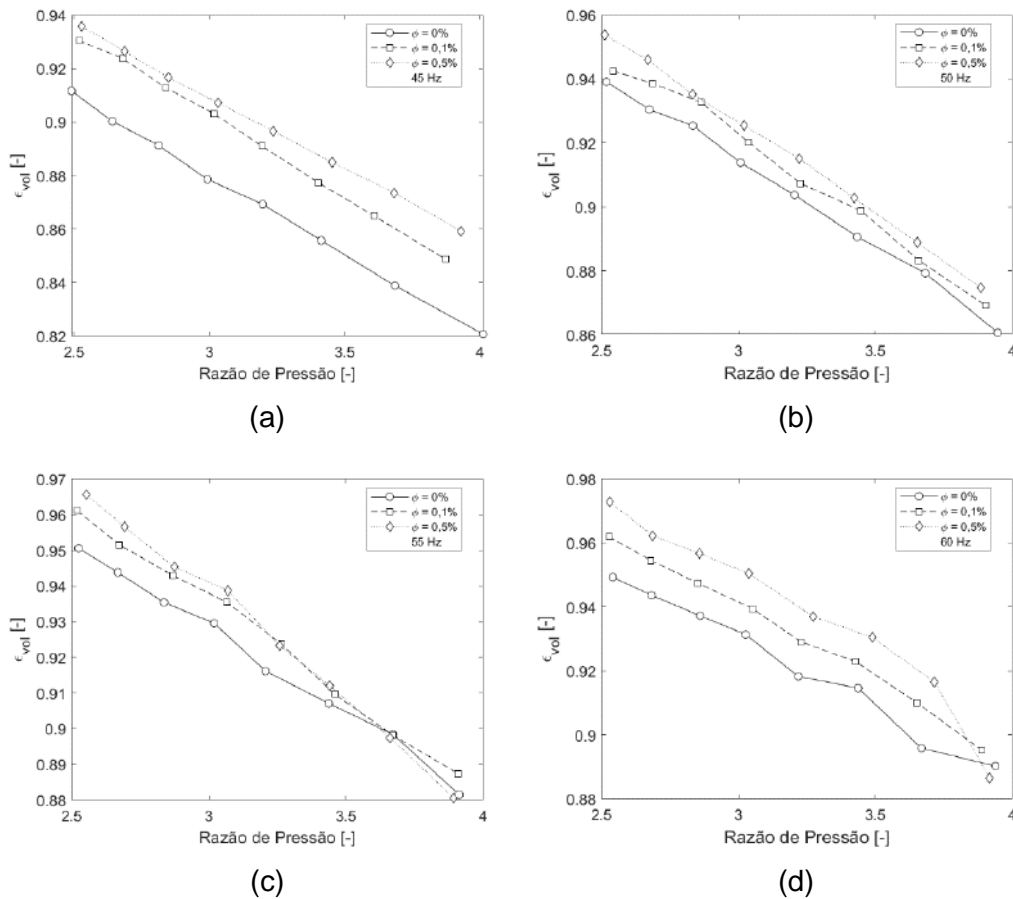 0.94
0.92
0.9
0.88
0.86
0.84
0.82
ϵvol [-]
2.5 3 3.5 4
Razão de Pressão [-]
ϕ = 0%
ϕ = 0,1%
ϕ = 0,5%
45 Hz
(a)
0.96
0.94
0.92
0.9
0.88
0.86
ϵvol [-]
2.5 3 3.5 4
Razão de Pressão [-]
ϕ = 0%
ϕ = 0,1%
ϕ = 0,5%
50 Hz
(b)
0.97
0.96
0.95
0.94
0.93
0.92
0.91
0.9
0.89
0.88
ϵvol [-]
2.5 3 3.5 4
Razão de Pressão [-]
ϕ = 0%
ϕ = 0,1%
ϕ = 0,5%
55 Hz
(c)
0.98
0.96
0.94
0.92
0.9
0.88
ϵvol [-]
2.5 3 3.5 4
Razão de Pressão [-]
ϕ = 0%
ϕ = 0,1%
ϕ = 0,5%
60 Hz
(d)